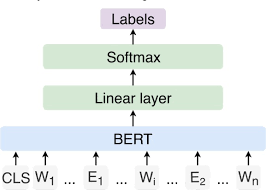 Labels
Softmax
Linear layer
BERT
CLS W1 ... E1 ... Wi ... E2 ... Wn